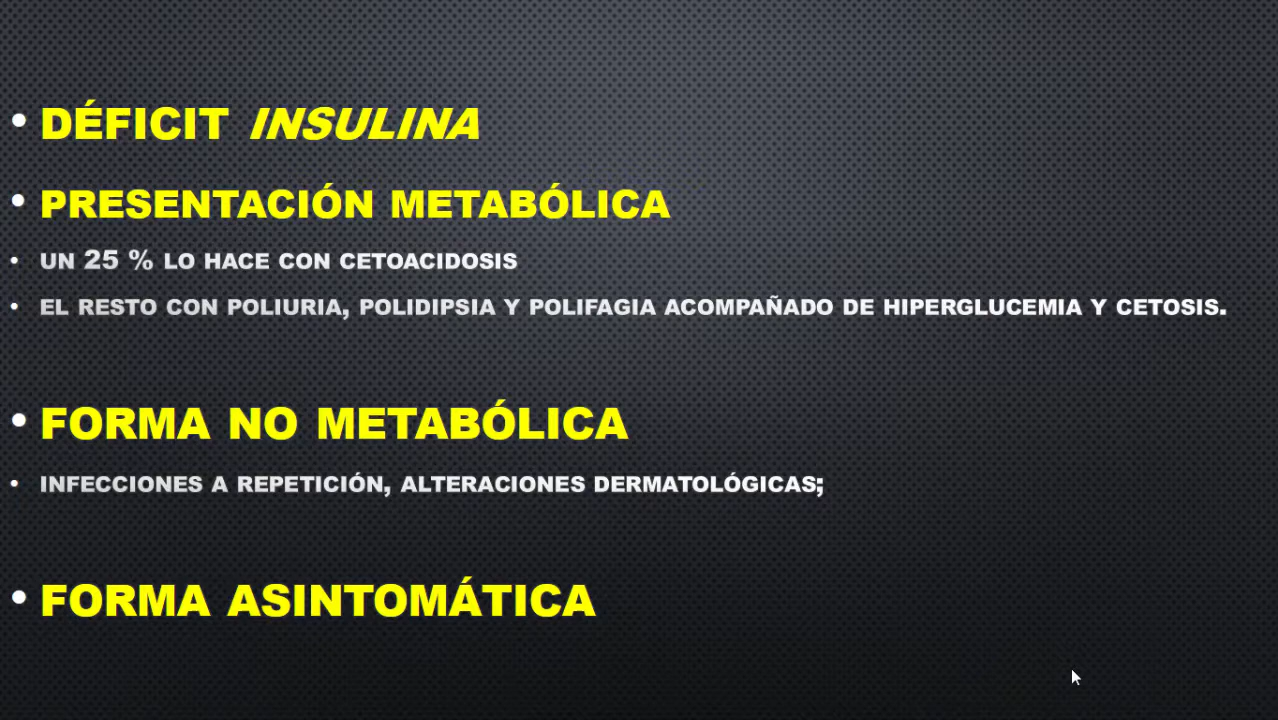 • DÉFICIT INSULINA
• PRESENTACIÓN METABÓLICA
• UN 25 % LO HACE CON CETOACIDOSIS
• EL RESTO CON POLIURIA, POLIDIPSIA Y POLIFAGIA ACOMPAÑADO DE HIPERGLUCEMIA Y CETOSIS.
• FORMA NO METABÓLICA
• INFECCIONES A REPETICIÓN, ALTERACIONES DERMATOLÓGICAS;
• FORMA ASINTOMÁTICA